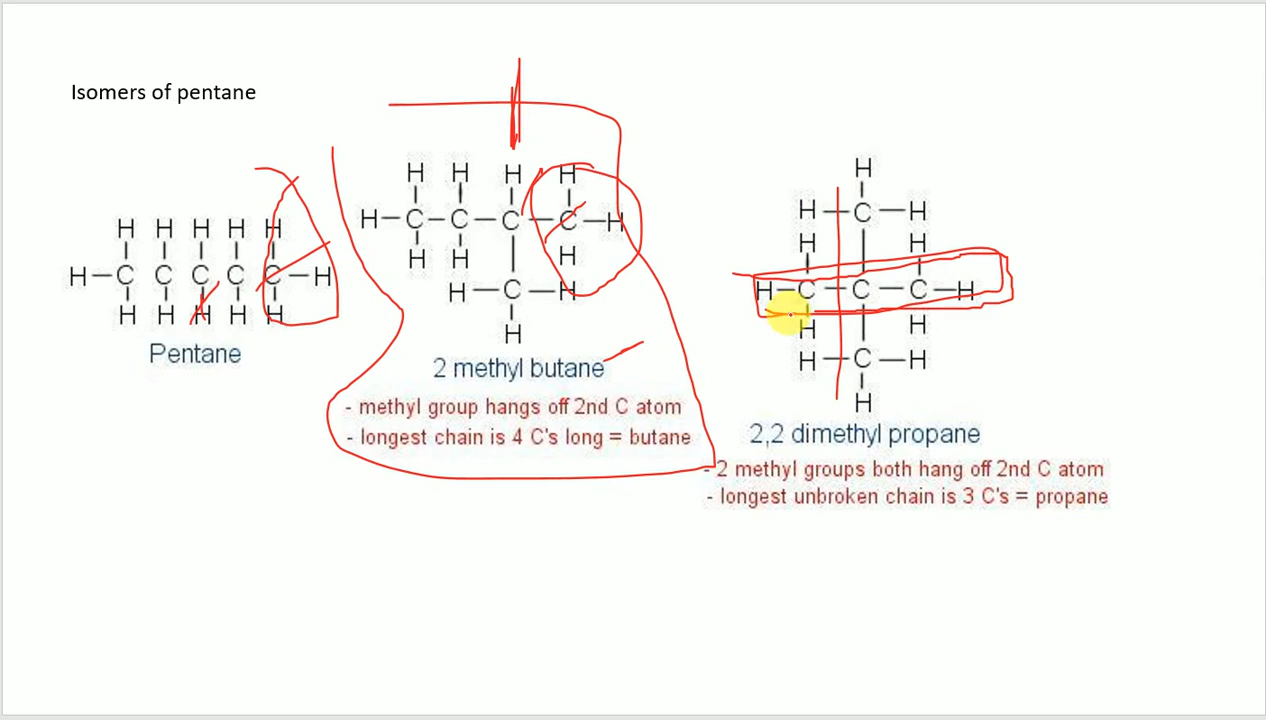 Isomers of pentane
H H H H H
H-C C C C C-H
H H H H H
Pentane
H H H H
H-C-C-C-C-H
H H H
H-C-H
H
2 methyl butane
- methyl group hangs off 2nd C atom
- longest chain is 4 C's long = butane
H
H-C-H
H H
H-C-C-C-H
H H
H-C-H
H
2,2 dimethyl propane
- 2 methyl groups both hang off 2nd C atom
- longest unbroken chain is 3 C's = propane